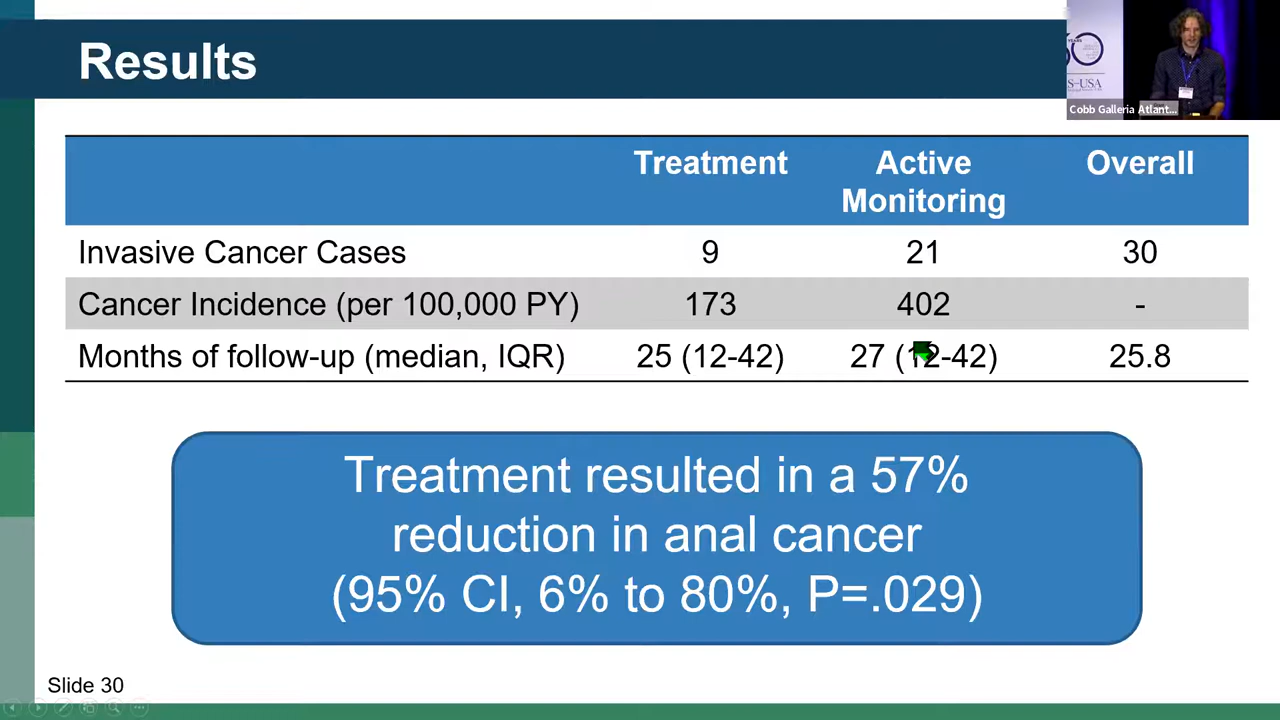 Results
S-USA
Cobb Galleria Atlant...
Treatment Active Monitoring Overall
Invasive Cancer Cases 9 21 30
Cancer Incidence (per 100,000 PY) 173 402 -
Months of follow-up (median, IQR) 25 (12-42) 27 (12-42) 25.8
Treatment resulted in a 57%
reduction in anal cancer
(95% CI, 6% to 80%, P=.029)
Slide 30